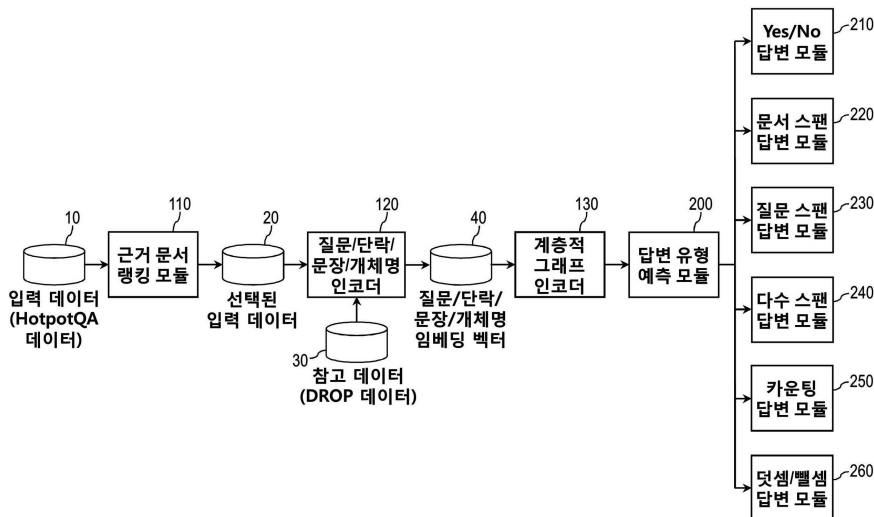 10
입력 데이터
(HotpotQA
데이터)
110
근거 문서
랭킹 모듈
20
선택된
입력 데이터
120
질문/단락/
문장/개체명
인코더
30
참고 데이터
(DROP 데이터)
40
질문/단락/
문장/개체명
임베딩 벡터
130
계층적
그래프
인코더
200
답변 유형
예측 모듈
Yes/No
답변 모듈
210
문서 스팬
답변 모듈
220
질문 스팬
답변 모듈
230
다수 스팬
답변 모듈
240
카운팅
답변 모듈
250
덧셈/뺄셈
답변 모듈
260